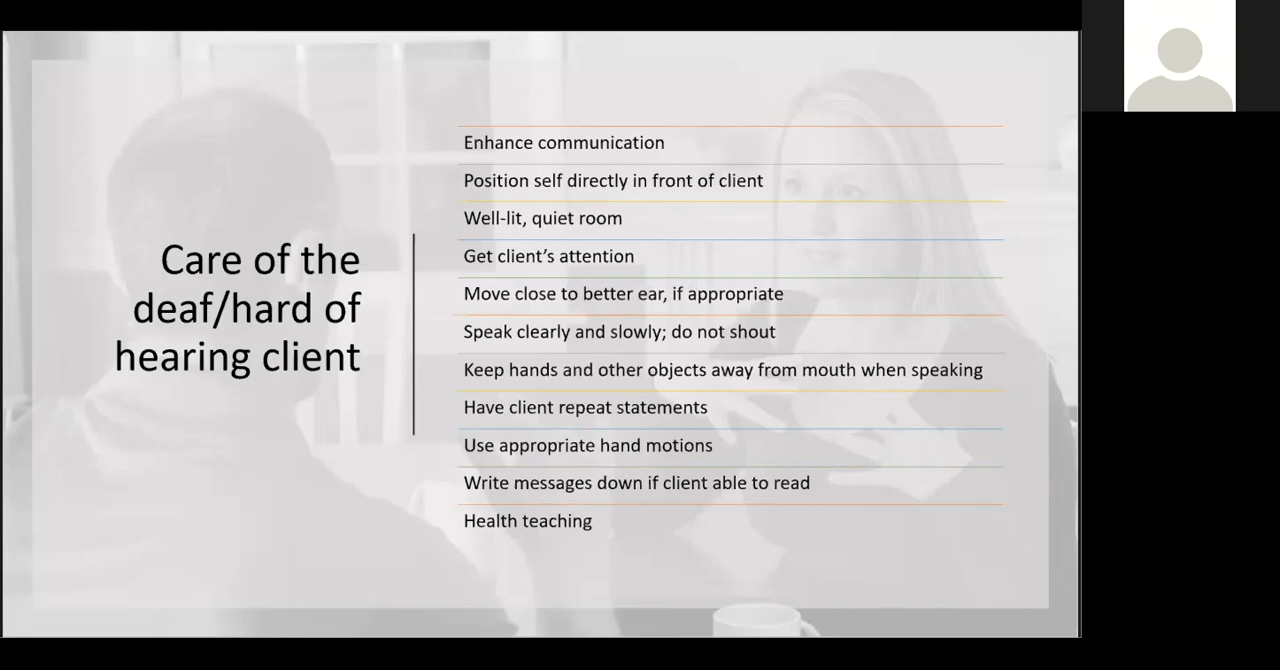 Care of the
deaf/hard of
hearing client
Enhance communication
Position self directly in front of client
Well-lit, quiet room
Get client's attention
Move close to better ear, if appropriate
Speak clearly and slowly; do not shout
Keep hands and other objects away from mouth when speaking
Have client repeat statements
Use appropriate hand motions
Write messages down if client able to read
Health teaching